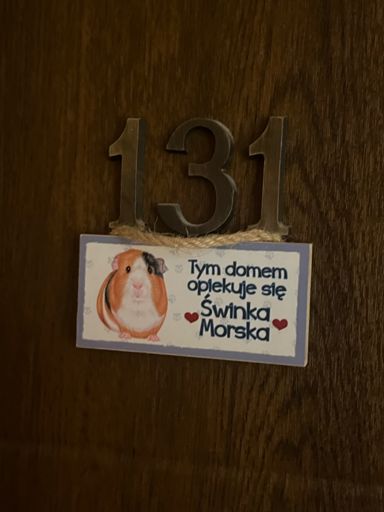 131
Tym domem
opiekuje się
Świnka
Morska